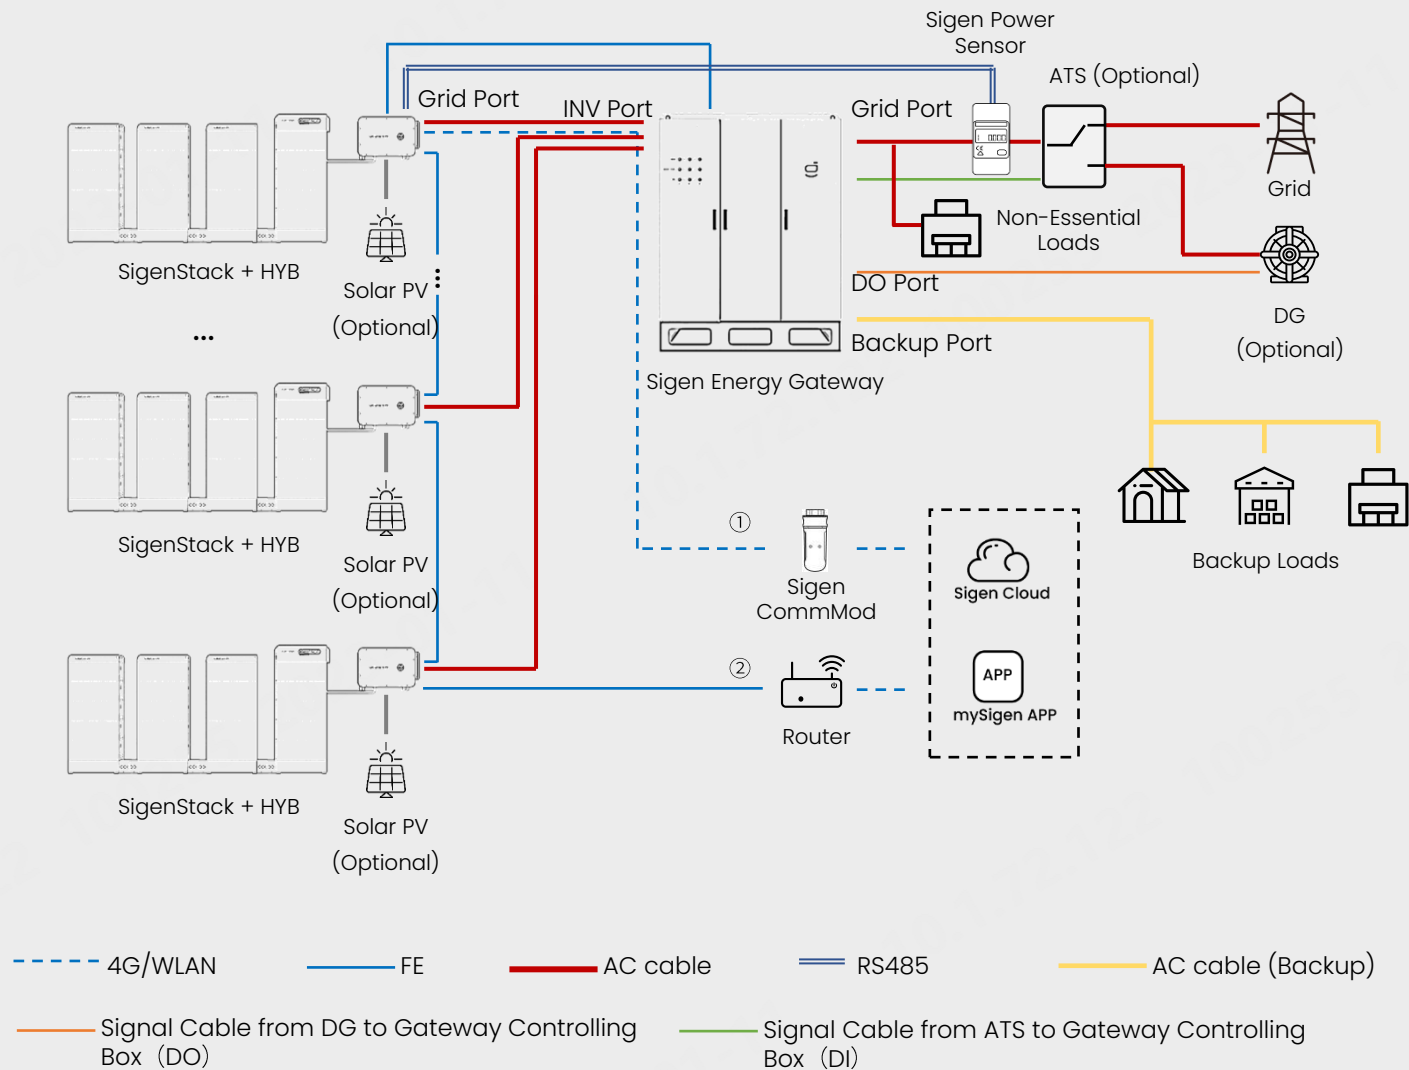 Sigen Power
Sensor
ATS (Optional)
Grid Port
INV Port
Grid Port
Grid
Non-Essential
Loads
SigenStack + HYB
Solar PV
(Optional)
DO Port
DG
(Optional)
...
Backup Port
Sigen Energy Gateway
SigenStack + HYB
Solar PV
(Optional)
①
Sigen
CommMod
Sigen Cloud
Backup Loads
②
Router
APP
mySigen APP
SigenStack + HYB
Solar PV
(Optional)
4G/WLAN
FE
AC cable
RS485
AC cable (Backup)
Signal Cable from DG to Gateway Controlling
Box（DO）
Signal Cable from ATS to Gateway Controlling
Box（DI）